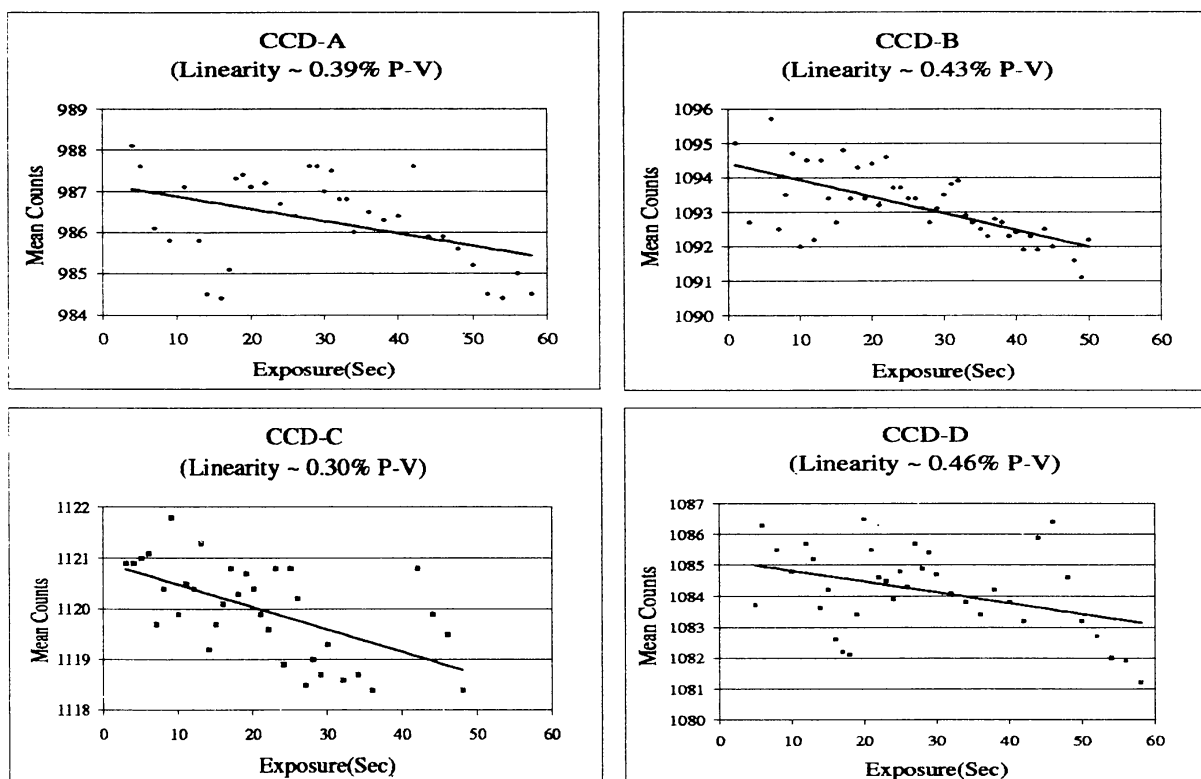 CCD-A
(Linearity ~ 0.39% P-V)
Mean Counts
989
988
987
986
985
984
0 10 20 30 40 50 60
Exposure(Sec)
CCD-B
(Linearity ~ 0.43% P-V)
Mean Counts
1096
1095
1094
1093
1092
1091
1090
0 10 20 30 40 50 60
Exposure(Sec)
CCD-C
(Linearity ~ 0.30% P-V)
Mean Counts
1122
1121
1120
1119
1118
0 10 20 30 40 50 60
Exposure(Sec)
CCD-D
(Linearity ~ 0.46% P-V)
Mean Counts
1087
1086
1085
1084
1083
1082
1081
1080
0 10 20 30 40 50 60
Exposure(Sec)